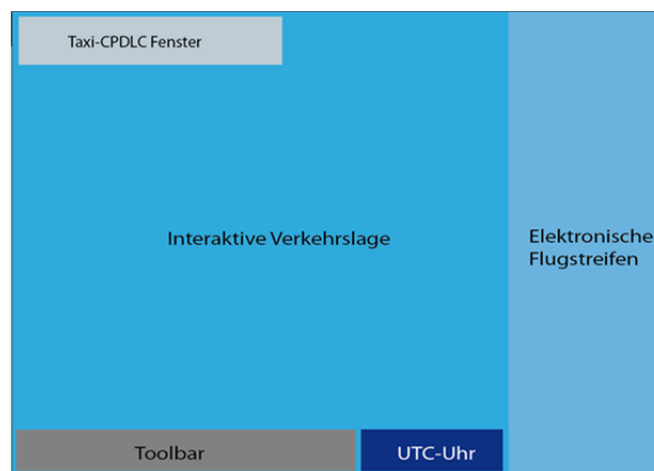 Taxi-CPDLC Fenster
Interaktive Verkehrslage
Elektronische
Flugstreifen
Toolbar
UTC-Uhr